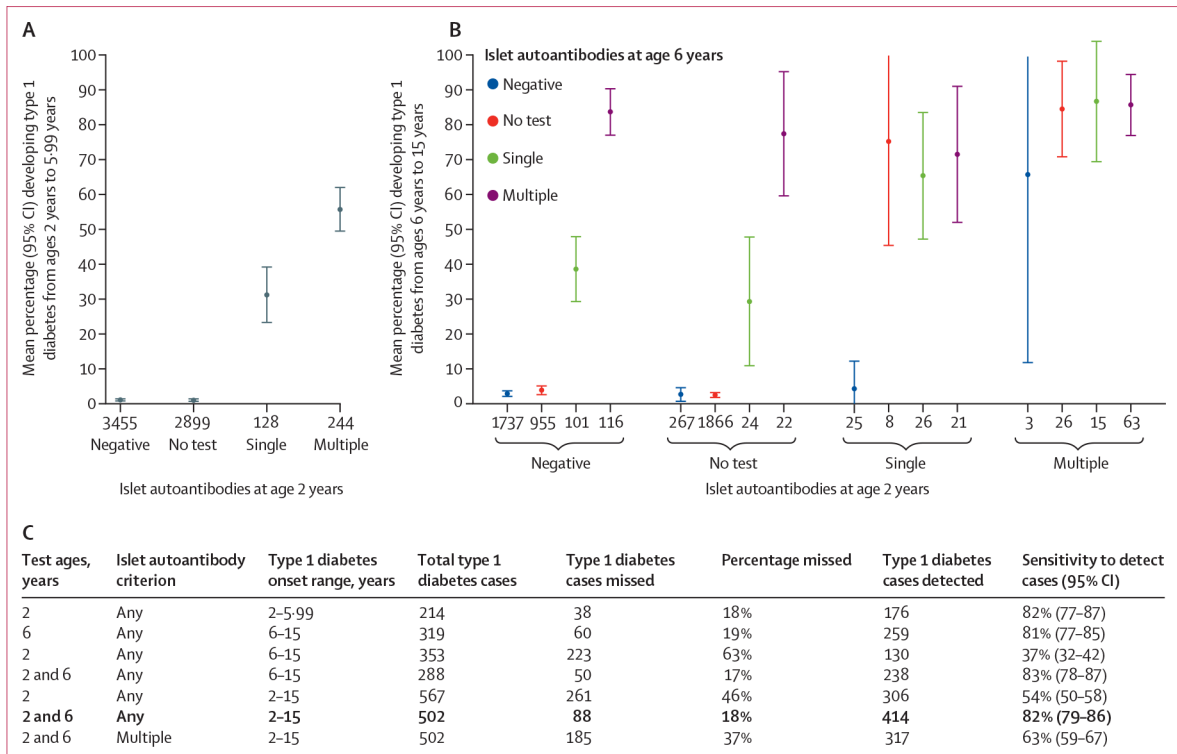 A
Mean percentage (95% CI) developing type 1
diabetes from ages 2 years to 5·99 years
100
90
80
70
60
50
40
30
20
10
0
3455 2899 128 244
Negative No test Single Multiple
Islet autoantibodies at age 2 years
B
Mean percentage (95% CI) developing type 1
diabetes from ages 6 years to 15 years
100
90
80
70
60
50
40
30
20
10
0
Islet autoantibodies at age 6 years
Negative
No test
Single
Multiple
1737 955 101 116 267 1866 24 22 25 8 26 21 3 26 15 63
Negative No test Single Multiple
Islet autoantibodies at age 2 years
C
Test ages, Islet autoantibody Type 1 diabetes Total type 1 Type 1 diabetes Percentage missed Type 1 diabetes Sensitivity to detect
years criterion onset range, years diabetes cases cases missed cases detected cases (95% CI)
2 Any 2–5·99 214 38 18% 176 82% (77–87)
6 Any 6–15 319 60 19% 259 81% (77–85)
2 Any 6–15 353 223 63% 130 37% (32–42)
2 and 6 Any 6–15 288 50 17% 238 83% (78–87)
2 Any 2–15 567 261 46% 306 54% (50–58)
2 and 6 Any 2–15 502 88 18% 414 82% (79–86)
2 and 6 Multiple 2–15 502 185 37% 317 63% (59–67)